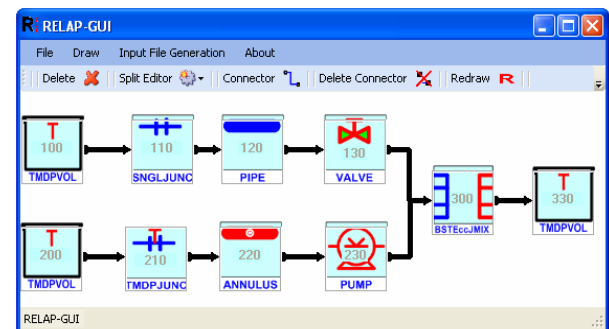 R RELAP-GUI
File Draw Input File Generation About
Delete Split Editor Connector Delete Connector Redraw R
T T
100 110 120 130
TMDPVOL SNGLJUNC PIPE VALVE
300 330
BSTEccJMIX TMDPVOL
T T
200 210 220 230
TMDPVOL TMDPJUNC ANNULUS PUMP
RELAP-GUI